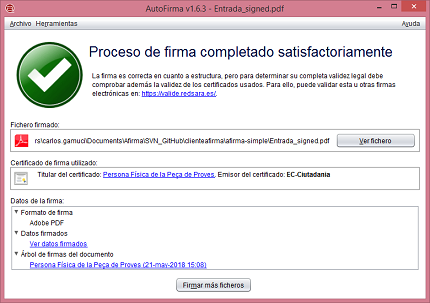 AutoFirma v1.6.3 - Entrada_signed.pdf
Archivo Herramientas Ayuda
Proceso de firma completado satisfactoriamente
La firma es correcta en cuanto a estructura, pero para determinar su completa validez legal debe
comprobar además la validez de los certificados usados. Para ello, puede validar esta u otras firmas
electrónicas en: https://valide.redsara.es/.
Fichero firmado:
rs\carlos.gamuci\Documents\Afirma\SVN_GitHub\clienteafirma\afirma-simple\Entrada_signed.pdf Ver fichero
Certificado de firma utilizado:
Titular del certificado: Persona Física de la Peça de Proves. Emisor del certificado: EC-Ciutadania
Datos de la firma:
Formato de firma
Adobe PDF
Datos firmados
Ver datos firmados
Árbol de firmas del documento
Persona Física de la Peça de Proves (21-may-2018 15:08)
Firmar más ficheros